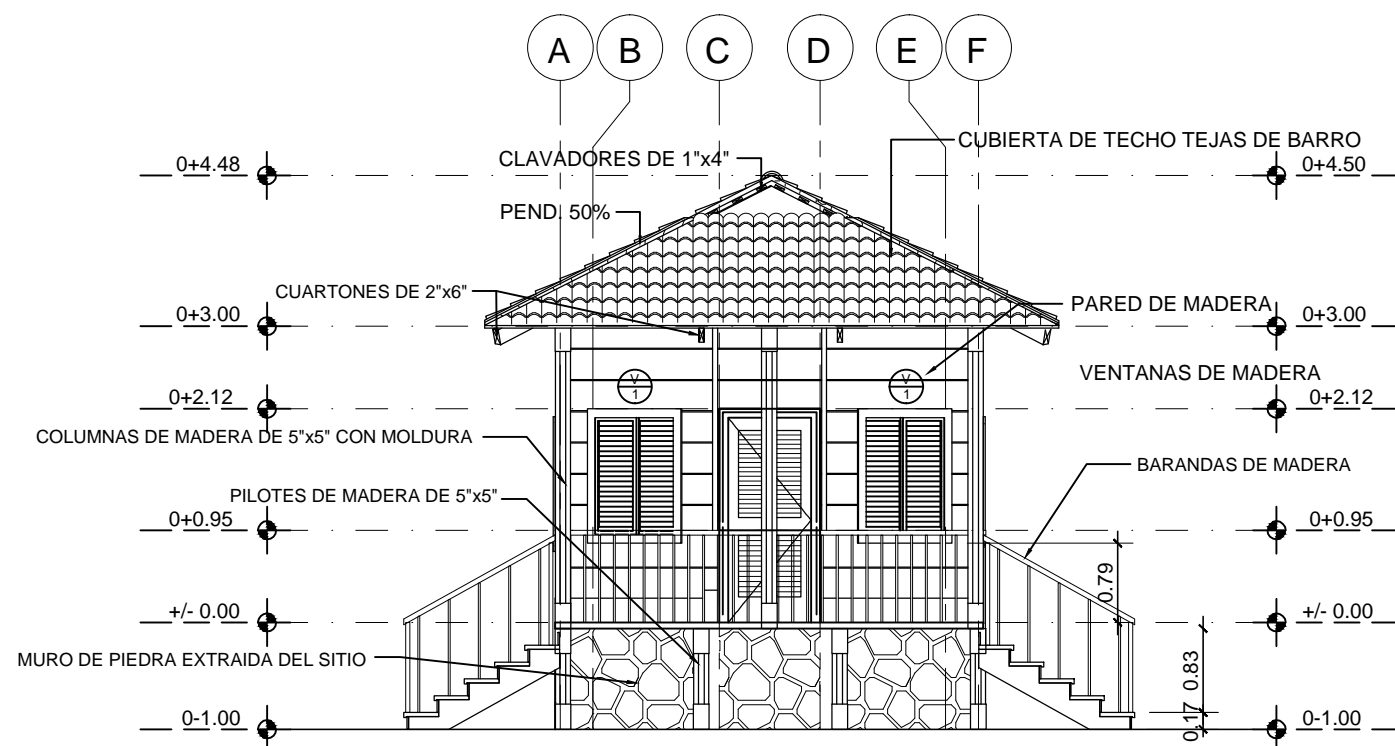 A B C D E F
CLAVADORES DE 1"x4"
CUBIERTA DE TECHO TEJAS DE BARRO
0+4.48
0+4.50
PEND. 50%
CUARTONES DE 2"x6"
PARED DE MADERA
0+3.00
0+3.00
V
1
V
1
VENTANAS DE MADERA
0+2.12
0+2.12
COLUMNAS DE MADERA DE 5"x5" CON MOLDURA
BARANDAS DE MADERA
PILOTES DE MADERA DE 5"x5"
0+0.95
0+0.95
0.79
+/- 0.00
+/- 0.00
MURO DE PIEDRA EXTRAIDA DEL SITIO
0.83
0.17
0-1.00
0-1.00